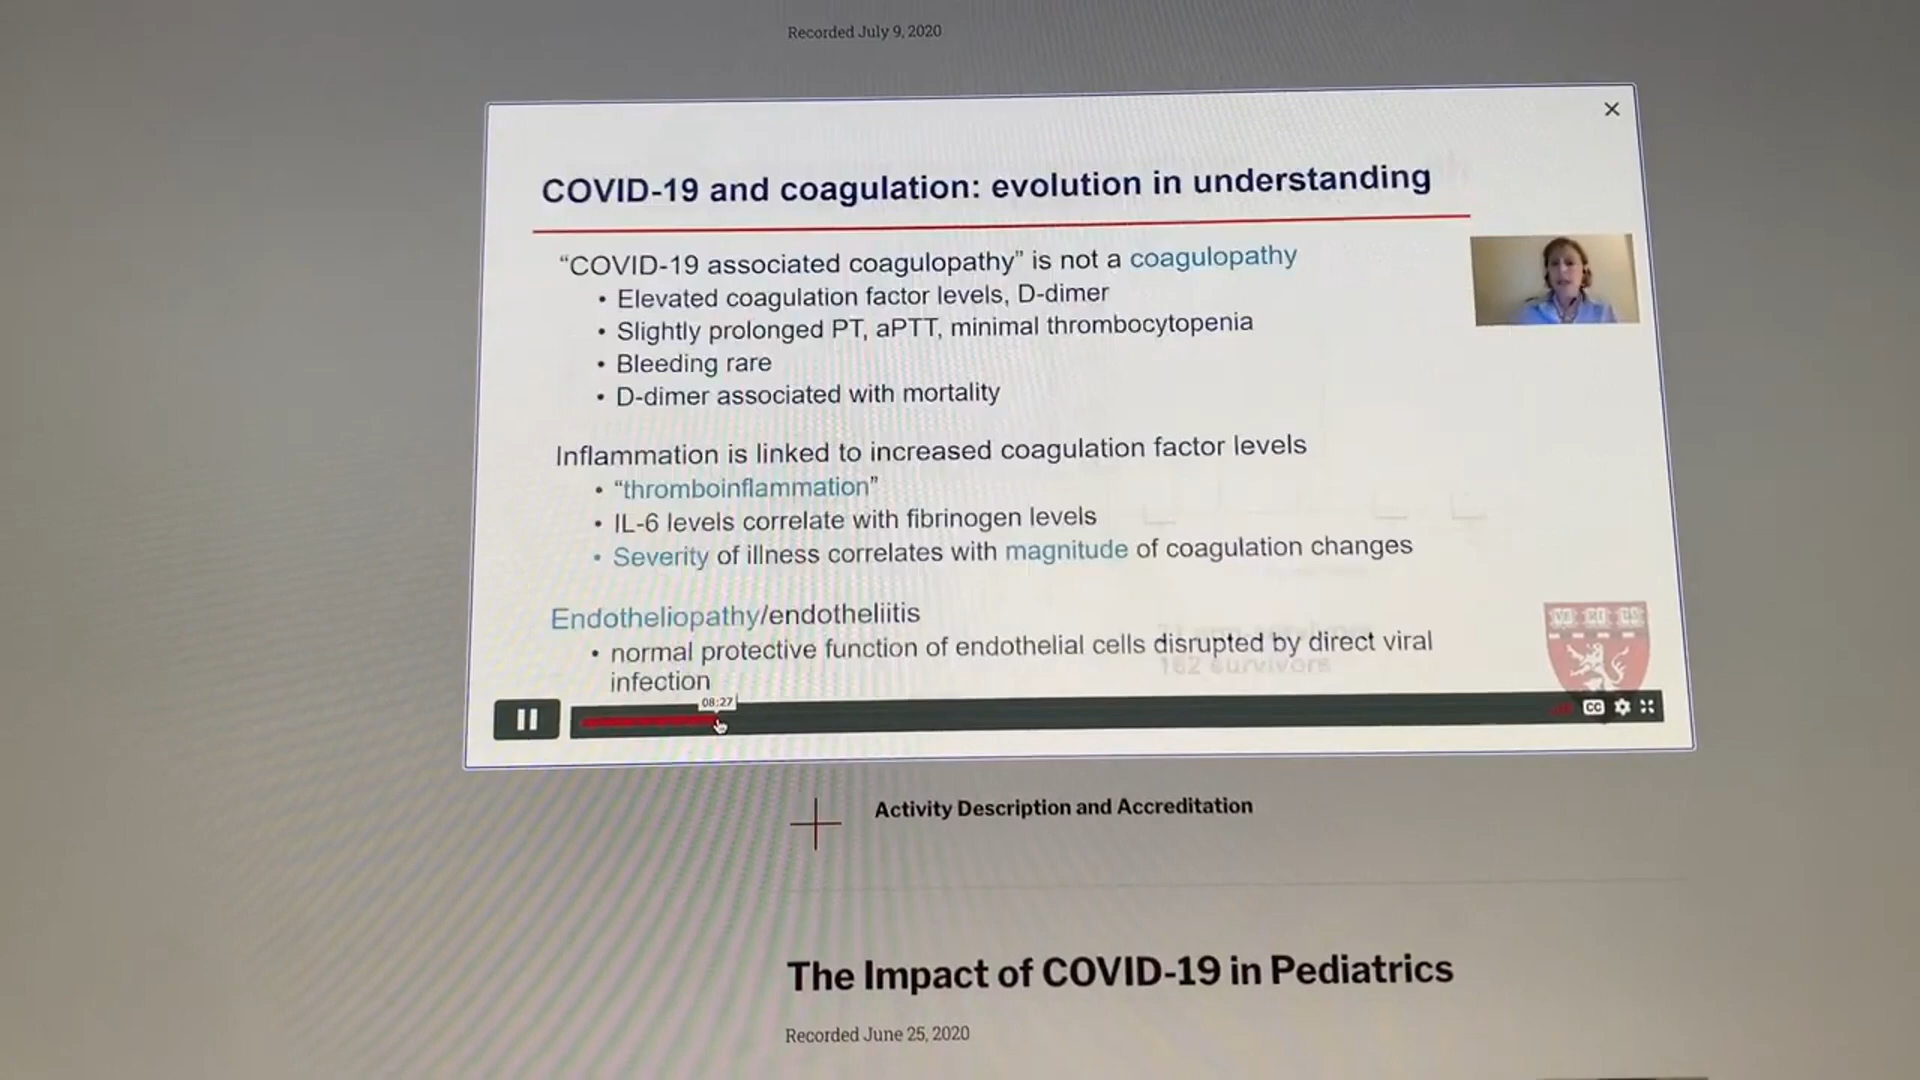 Recorded July 9, 2020
×
COVID-19 and coagulation: evolution in understanding
“COVID-19 associated coagulopathy” is not a coagulopathy
• Elevated coagulation factor levels, D-dimer
• Slightly prolonged PT, aPTT, minimal thrombocytopenia
• Bleeding rare
• D-dimer associated with mortality
Inflammation is linked to increased coagulation factor levels
• “thromboinflammation”
• IL-6 levels correlate with fibrinogen levels
• Severity of illness correlates with magnitude of coagulation changes
Endotheliopathy/endotheliitis
• normal protective function of endothelial cells disrupted by direct viral
infection
162 survivors
08:27
CC
Activity Description and Accreditation
The Impact of COVID-19 in Pediatrics
Recorded June 25, 2020